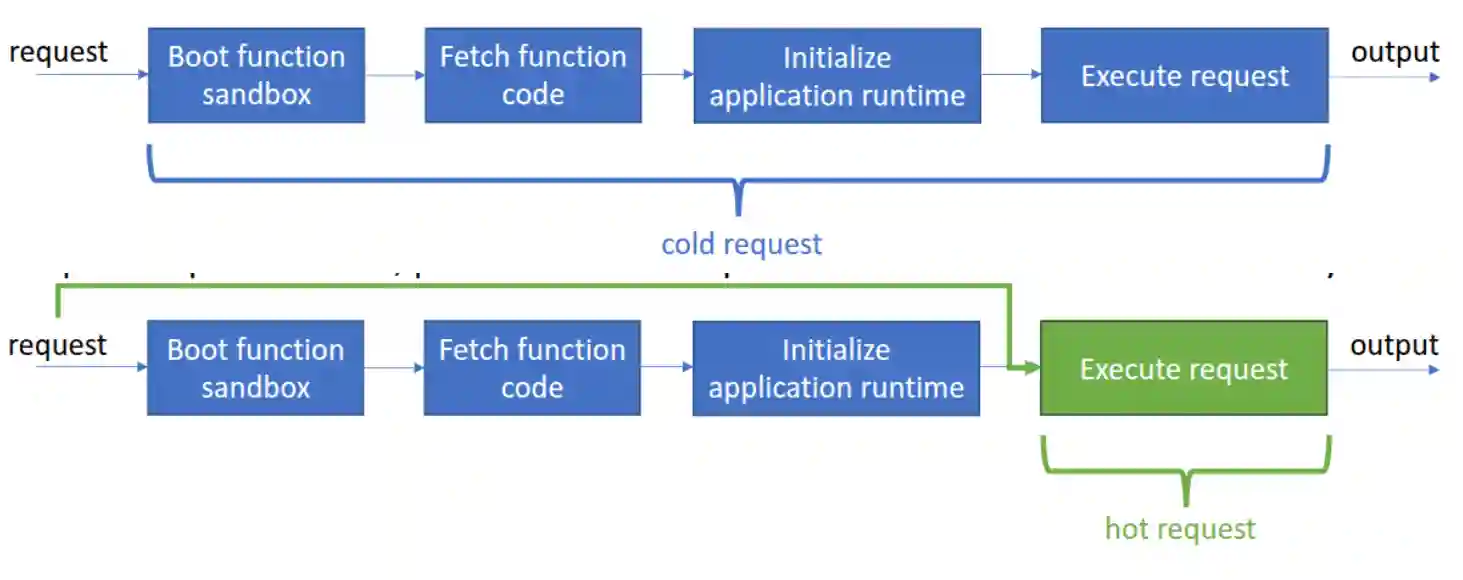 request
Boot function
sandbox
Fetch function
code
Initialize
application runtime
Execute request
output
cold request
request
Boot function
sandbox
Fetch function
code
Initialize
application runtime
Execute request
output
hot request